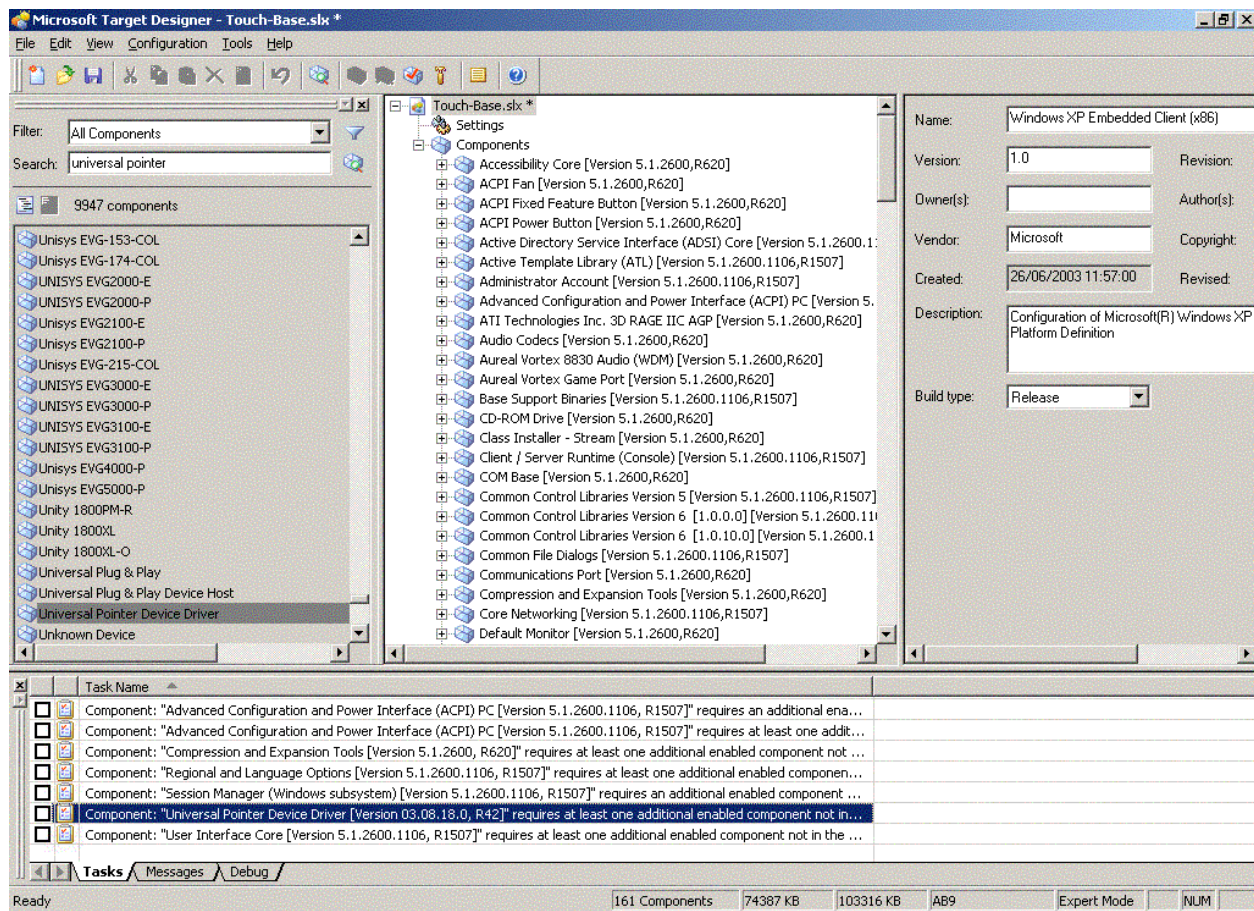 Microsoft Target Designer - Touch-Base.slx *
File Edit View Configuration Tools Help
Filter: All Components
Search: universal pointer
9947 components
Unisys EVG-153-COL
Unisys EVG-174-COL
UNISYS EVG2000-E
UNISYS EVG2000-P
Unisys EVG2100-E
Unisys EVG2100-P
Unisys EVG-215-COL
UNISYS EVG3000-E
UNISYS EVG3000-P
UNISYS EVG3100-E
UNISYS EVG3100-P
Unisys EVG4000-P
Unisys EVG5000-P
Unity 1800PM-R
Unity 1800XL
Unity 1800XL-O
Universal Plug & Play
Universal Plug & Play Device Host
Universal Pointer Device Driver
Unknown Device
Touch-Base.slx *
Settings
Components
Accessibility Core [Version 5.1.2600,R620]
ACPI Fan [Version 5.1.2600,R620]
ACPI Fixed Feature Button [Version 5.1.2600,R620]
ACPI Power Button [Version 5.1.2600,R620]
Active Directory Service Interface (ADSI) Core [Version 5.1.2600.1
Active Template Library (ATL) [Version 5.1.2600.1106,R1507]
Administrator Account [Version 5.1.2600.1106,R1507]
Advanced Configuration and Power Interface (ACPI) PC [Version 5.
ATI Technologies Inc. 3D RAGE IIC AGP [Version 5.1.2600,R620]
Audio Codecs [Version 5.1.2600,R620]
Aureal Vortex 8830 Audio (WDM) [Version 5.1.2600,R620]
Aureal Vortex Game Port [Version 5.1.2600,R620]
Base Support Binaries [Version 5.1.2600.1106,R1507]
CD-ROM Drive [Version 5.1.2600,R620]
Class Installer - Stream [Version 5.1.2600,R620]
Client / Server Runtime (Console) [Version 5.1.2600.1106,R1507]
COM Base [Version 5.1.2600,R620]
Common Control Libraries Version 5 [Version 5.1.2600.1106,R1507]
Common Control Libraries Version 6 [1.0.0.0] [Version 5.1.2600.11
Common Control Libraries Version 6 [1.0.10.0] [Version 5.1.2600.1
Common File Dialogs [Version 5.1.2600.1106,R1507]
Communications Port [Version 5.1.2600,R620]
Compression and Expansion Tools [Version 5.1.2600,R620]
Core Networking [Version 5.1.2600.1106,R1507]
Default Monitor [Version 5.1.2600,R620]
Name: Windows XP Embedded Client (x86)
Version: 1.0 Revision:
Owner(s): Author(s):
Vendor: Microsoft Copyright:
Created: 26/06/2003 11:57:00 Revised:
Description: Configuration of Microsoft(R) Windows XP
Platform Definition
Build type: Release
Task Name
Component: "Advanced Configuration and Power Interface (ACPI) PC [Version 5.1.2600.1106, R1507]" requires an additional ena...
Component: "Advanced Configuration and Power Interface (ACPI) PC [Version 5.1.2600.1106, R1507]" requires at least one addit...
Component: "Compression and Expansion Tools [Version 5.1.2600, R620]" requires at least one additional enabled component not ...
Component: "Regional and Language Options [Version 5.1.2600.1106, R1507]" requires at least one additional enabled componen...
Component: "Session Manager (Windows subsystem) [Version 5.1.2600.1106, R1507]" requires an additional enabled component ...
Component: "Universal Pointer Device Driver [Version 03.08.18.0, R42]" requires at least one additional enabled component not in...
Component: "User Interface Core [Version 5.1.2600.1106, R1507]" requires at least one additional enabled component not in the ...
Tasks Messages Debug
Ready 161 Components 74387 KB 103316 KB AB9 Expert Mode NUM